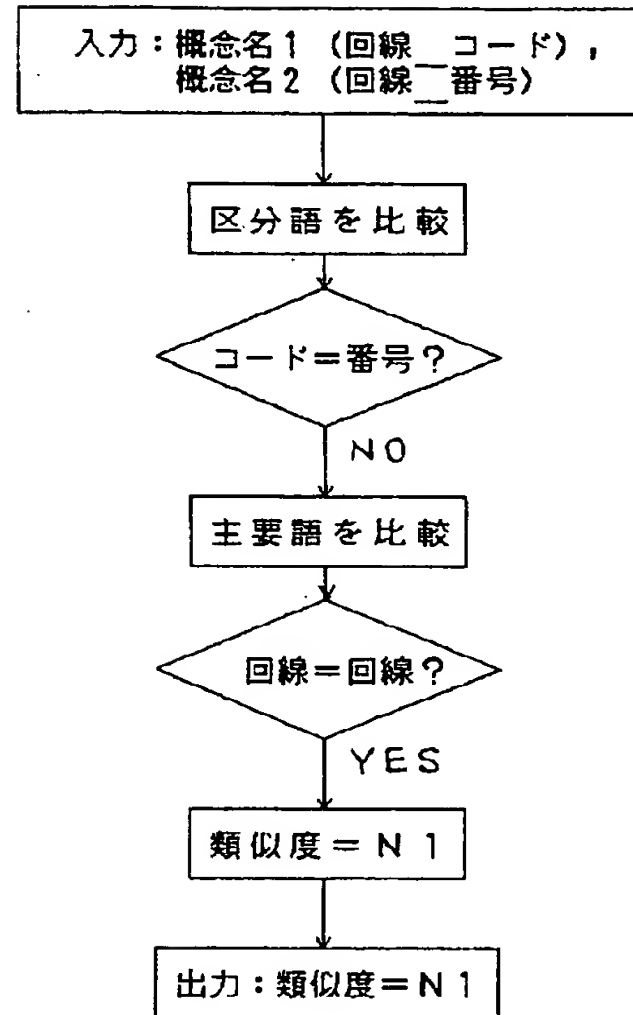 入力：概念名1（回線＿コード），
概念名2（回線＿番号）
区分語を比較
コード＝番号？
NO
主要語を比較
回線＝回線？
YES
類似度＝N1
出力：類似度＝N1